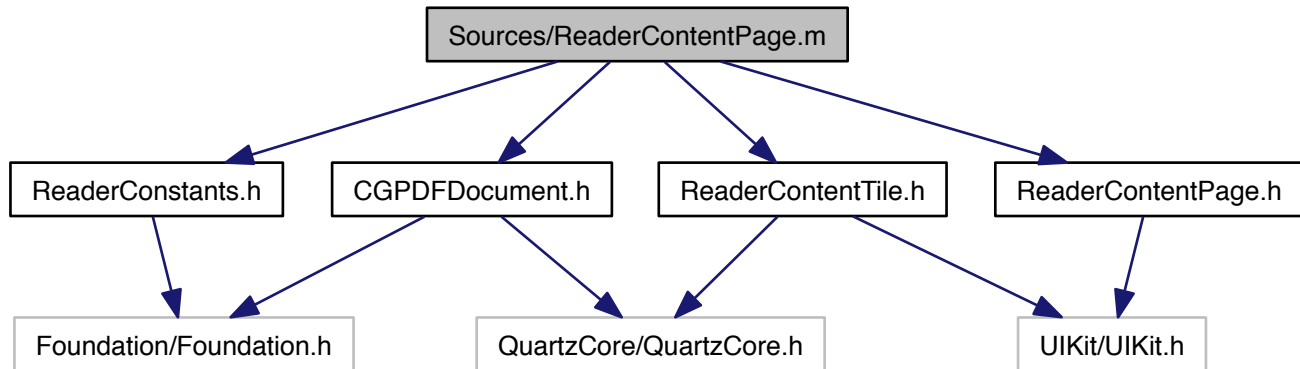 Sources/ReaderContentPage.m
ReaderConstants.h
CGPDFDocument.h
ReaderContentTile.h
ReaderContentPage.h
Foundation/Foundation.h
QuartzCore/QuartzCore.h
UIKit/UIKit.h